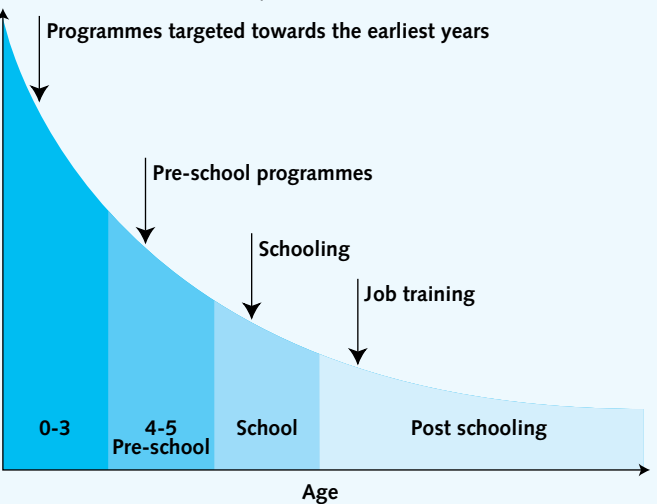 Programmes targeted towards the earliest years
Pre-school programmes
Schooling
Job training
0-3
4-5
Pre-school
School
Post schooling
Age